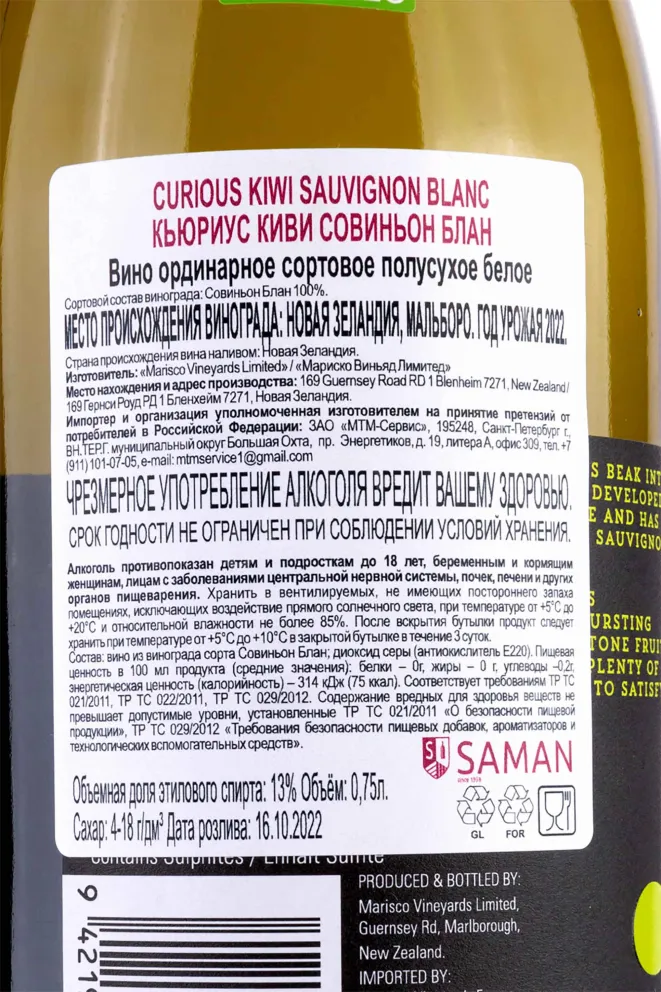 CURIOUS KIWI SAUVIGNON BLANC
КЬЮРИУС КИВИ СОВИНЬОН БЛАН
Вино ординарное сортовое полусухое белое
Сортовой состав винограда: Совиньон Блан 100%.
МЕСТО ПРОИСХОЖДЕНИЯ ВИНОГРАДА: НОВАЯ ЗЕЛАНДИЯ, МАЛЬБОРО. ГОД УРОЖАЯ 2022.
Страна происхождения вина наливом: Новая Зеландия.
Изготовитель: «Marisco Vineyards Limited» / «Мариско Виньяд Лимитед»
Место нахождения и адрес производства: 169 Guernsey Road RD 1 Blenheim 7271, New Zealand /
169 Гернси Роуд РД 1 Бленхейм 7271, Новая Зеландия.
Импортер и организация уполномоченная изготовителем на принятие претензий от
потребителей в Российской Федерации: ЗАО «МТМ-Сервис», 195248, Санкт-Петербург г.,
ВН.ТЕР.Г. муниципальный округ Большая Охта, пр. Энергетиков, д. 19, литера А, офис 309, тел. +7
(911) 101-07-05, e-mail: mtmservice1@gmail.com
ЧРЕЗМЕРНОЕ УПОТРЕБЛЕНИЕ АЛКОГОЛЯ ВРЕДИТ ВАШЕМУ ЗДОРОВЬЮ.
СРОК ГОДНОСТИ НЕ ОГРАНИЧЕН ПРИ СОБЛЮДЕНИИ УСЛОВИЙ ХРАНЕНИЯ.
Алкоголь противопоказан детям и подросткам до 18 лет, беременным и кормящим
женщинам, лицам с заболеваниями центральной нервной системы, почек, печени и других
органов пищеварения. Хранить в вентилируемых, не имеющих постороннего запаха
помещениях, исключающих воздействие прямого солнечного света, при температуре от +5°С до
+20°С и относительной влажности не более 85%. После вскрытия бутылки продукт следует
хранить при температуре от +5°С до +10°С в закрытой бутылке в течение 3 суток.
Состав: вино из винограда сорта Совиньон Блан; диоксид серы (антиокислитель Е220). Пищевая
ценность в 100 мл продукта (средние значения): белки – 0г, жиры – 0 г, углеводы –0,2г,
энергетическая ценность (калорийность) – 314 кДж (75 ккал). Соответствует требованиям ТР ТС
021/2011, ТР ТС 022/2011, ТР ТС 029/2012. Содержание вредных для здоровья веществ не
превышает допустимые уровни, установленные ТР ТС 021/2011 «О безопасности пищевой
продукции», ТР ТС 029/2012 «Требования безопасности пищевых добавок, ароматизаторов и
технологических вспомогательных средств».
SAMAN
SINCE 1959
Объемная доля этилового спирта: 13% Объём: 0,75л.
Сахар: 4-18 г/дм³ Дата розлива: 16.10.2022
GL FOR
S BEAK INT
DEVELOPED
E AND HAS
SAUVIGNO
S
URSTING
TONE FRUIT
PLENTY OF
TO SATISFY
contains Sulphites / Enhält Sulfite
PRODUCED & BOTTLED BY:
Marisco Vineyards Limited,
Guernsey Rd, Marlborough,
New Zealand.
IMPORTED BY:
9 421